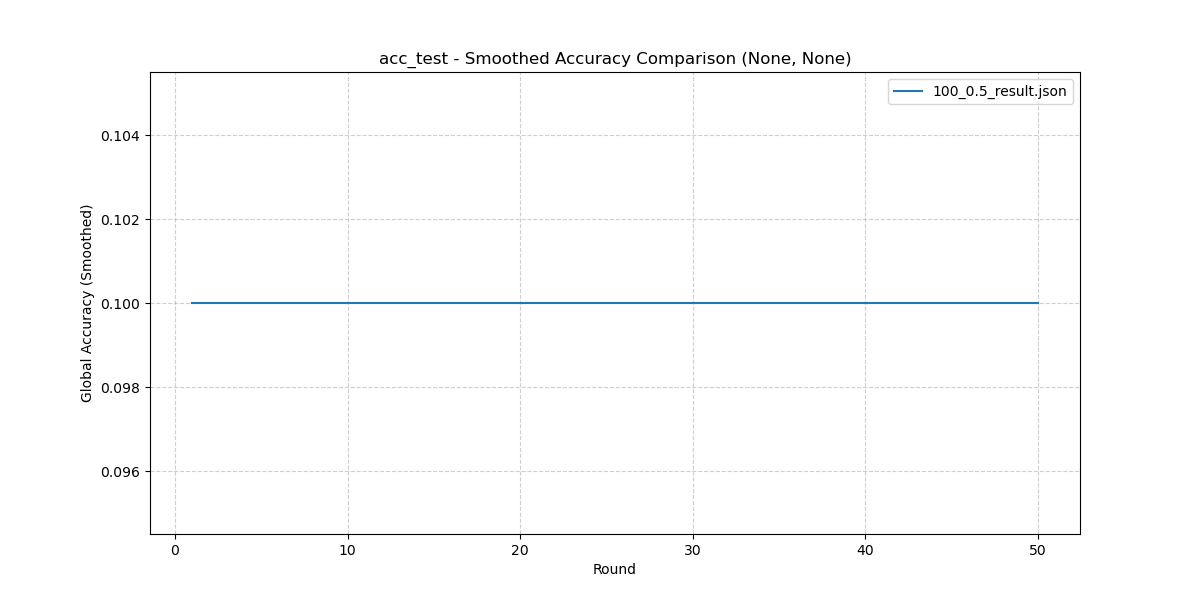 acc_test - Smoothed Accuracy Comparison (None, None)
100_0.5_result.json
Global Accuracy (Smoothed)
0.104
0.102
0.100
0.098
0.096
0 10 20 30 40 50
Round